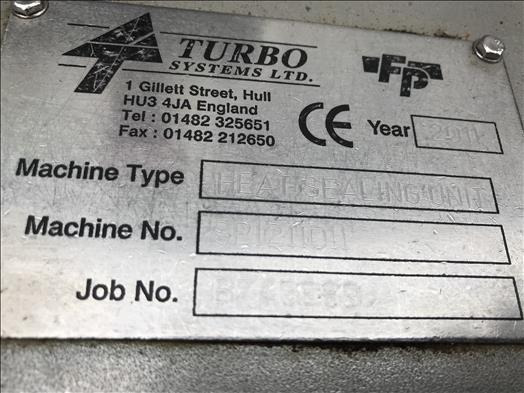 TURBO
SYSTEMS LTD.
1 Gillett Street, Hull
HU3 4JA England
Tel : 01482 325651
Fax : 01482 212650
CE
FP
Year
Machine Type HEAT SEALING UNIT
Machine No.
Job No.